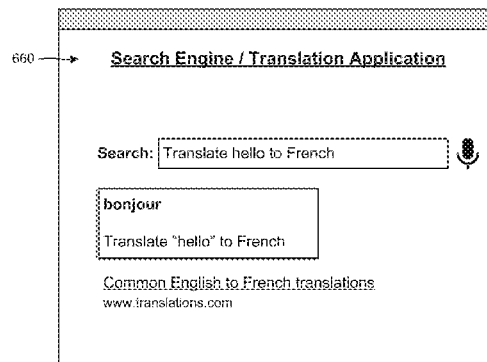 660
Search Engine / Translation Application
Search: Translate hello to French
bonjour
Translate "hello" to French
Common English to French translations
www.translations.com